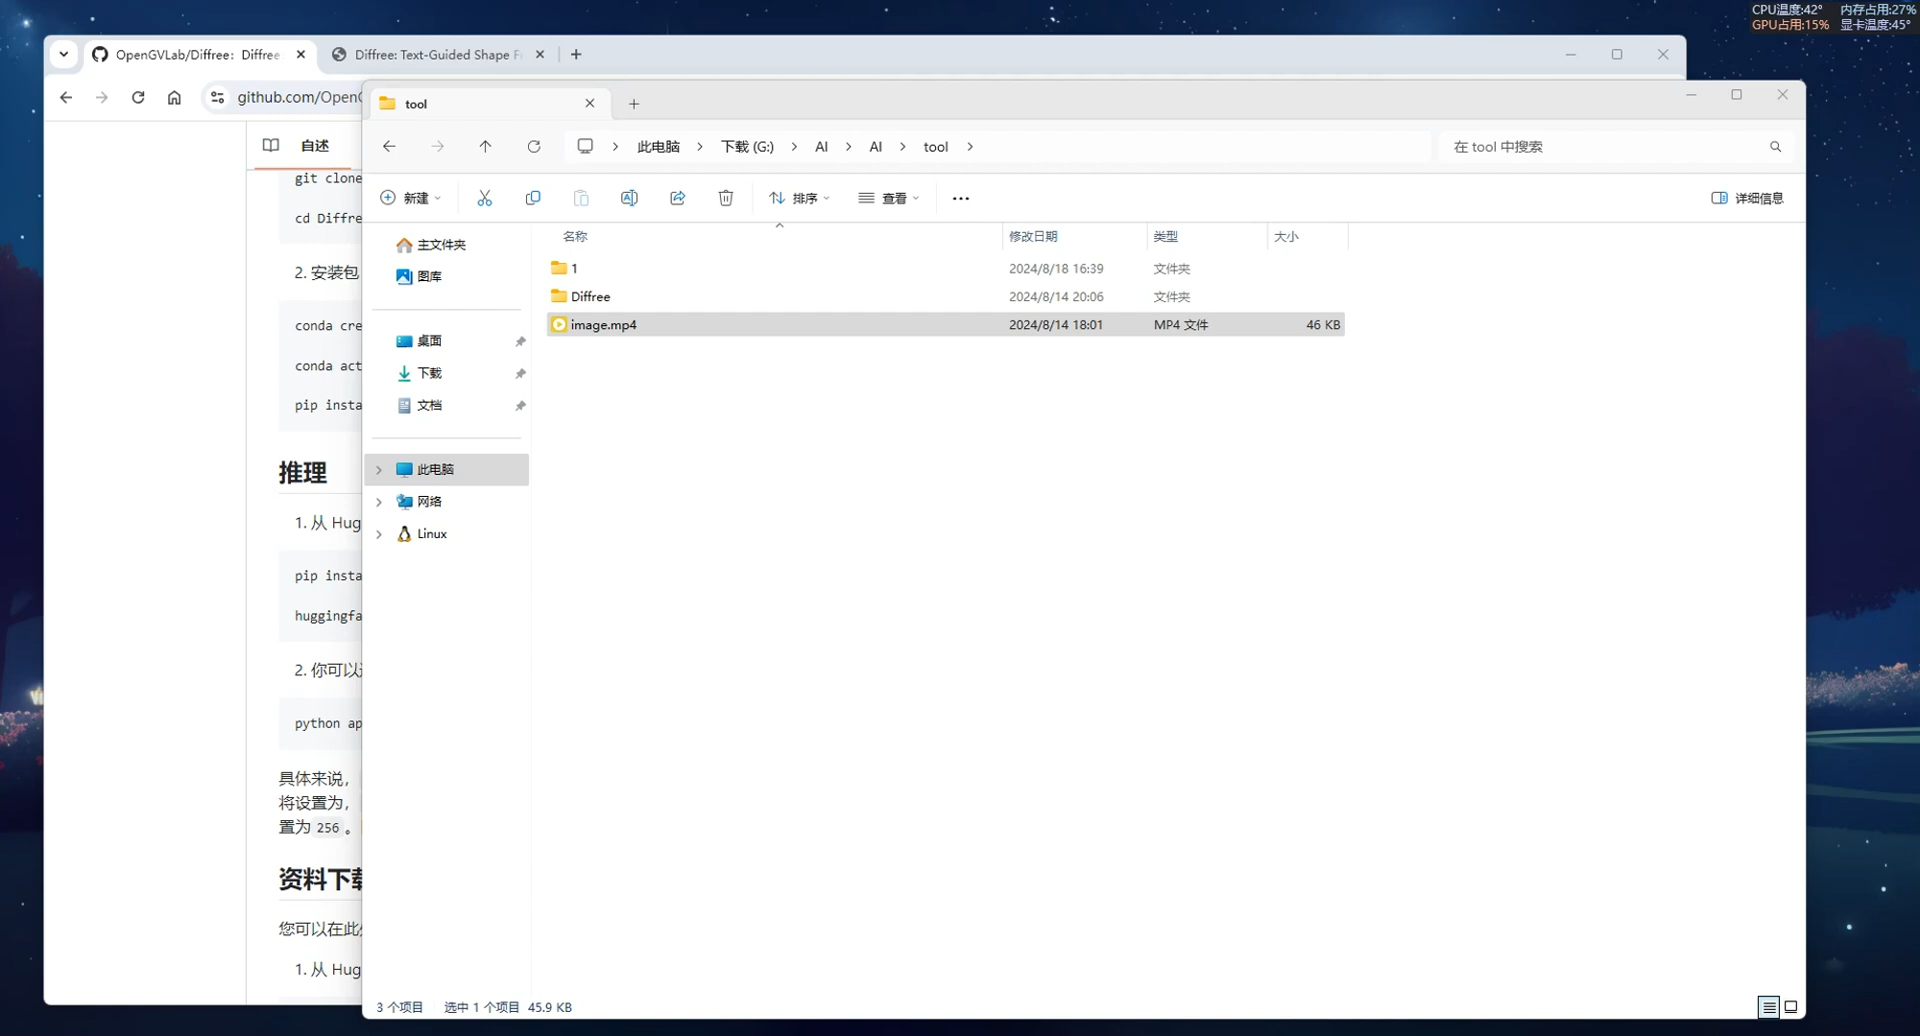 CPU温度:42° 内存占用:27%
GPU占用:15% 显卡温度:45°
OpenGVLab/Diffree: Diffree
Diffree: Text-Guided Shape F
github.com/Open
tool
此电脑 下载 (G:) AI AI tool
在 tool 中搜索
新建
排序
查看
详细信息
自述
git clone
cd Diffre
2. 安装包
conda cre
conda act
pip insta
推理
1. 从 Hug
pip insta
huggingfa
2. 你可以
python ap
具体来说，
将设置为，
置为 256 。
资料下载
您可以在此
1. 从 Hug
主文件夹
图库
桌面
下载
文档
此电脑
网络
Linux
名称 修改日期 类型 大小
1 2024/8/18 16:39 文件夹
Diffree 2024/8/14 20:06 文件夹
image.mp4 2024/8/14 18:01 MP4 文件 46 KB
3 个项目 选中 1 个项目 45.9 KB